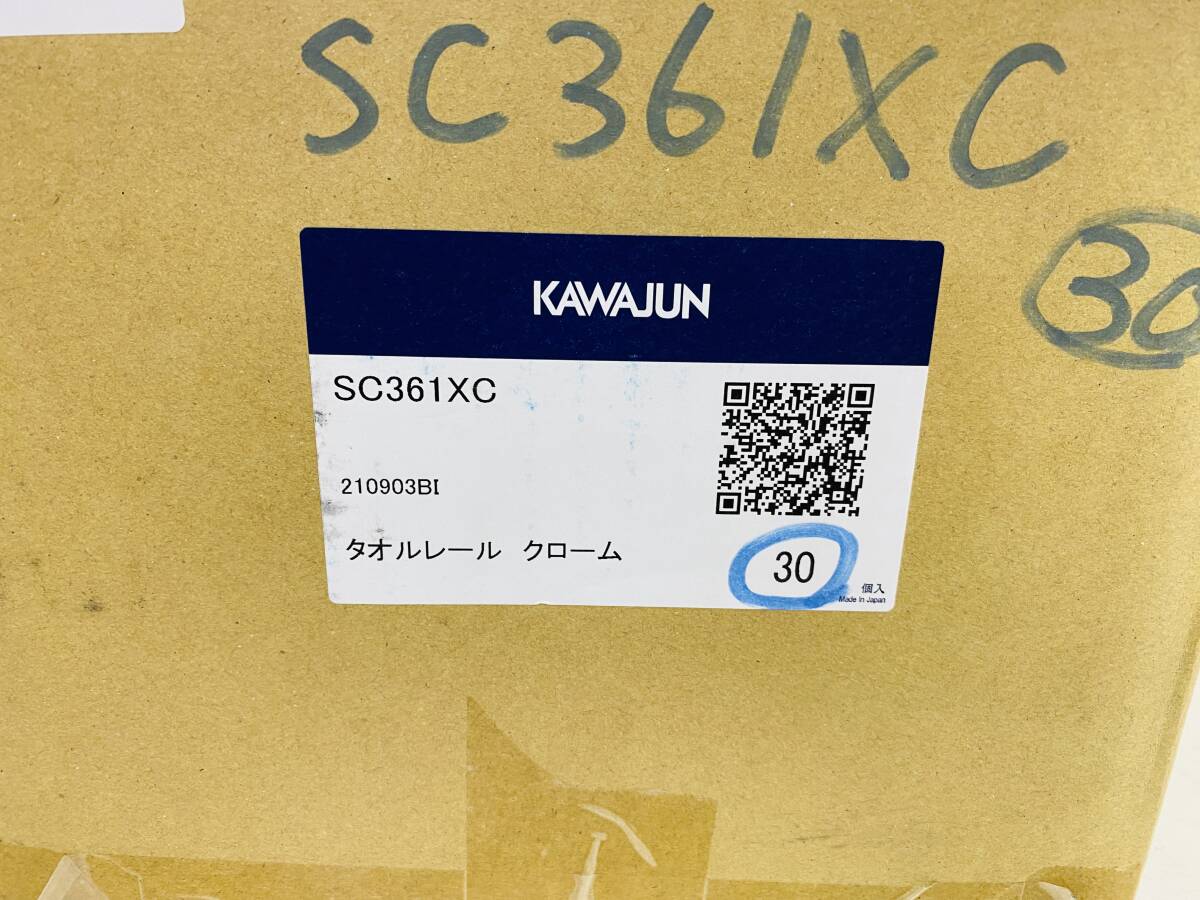 SC361XC
30
KAWAJUN
SC361XC
210903BI
タオルレール クローム
30
個入
Made In Japan